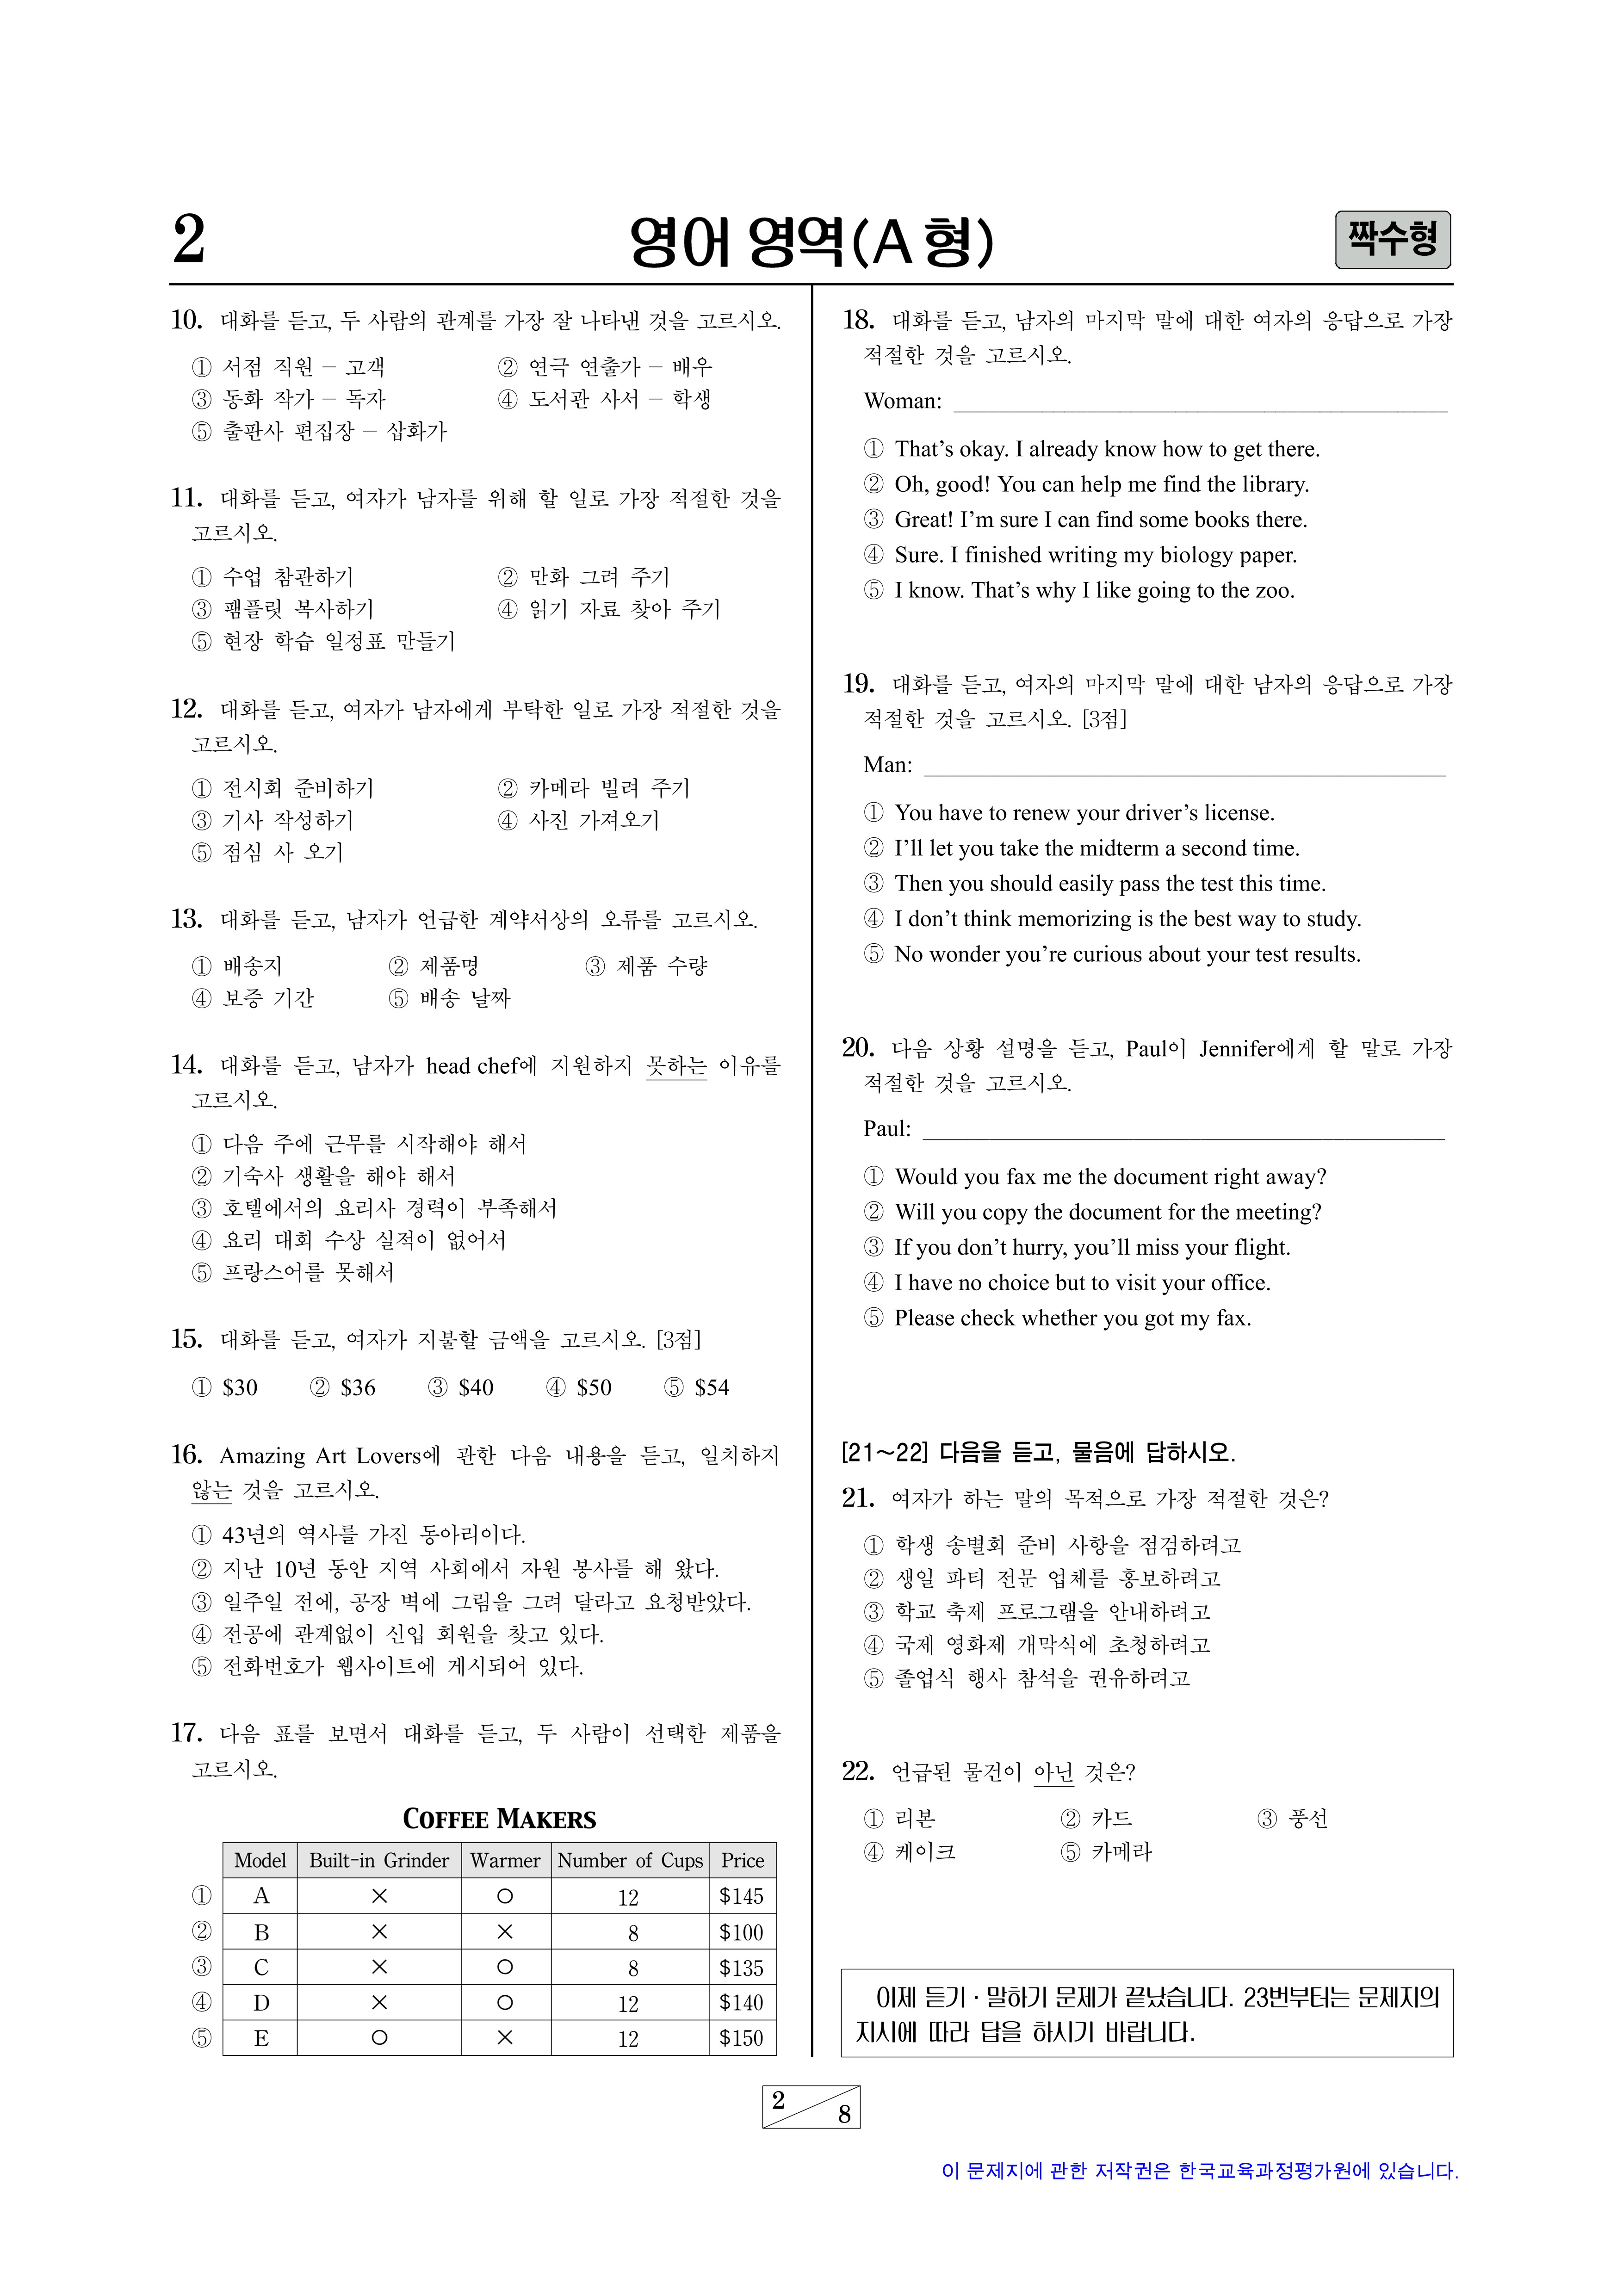 2
영어 영역(A형)
짝수형
10. 대화를 듣고, 두 사람의 관계를 가장 잘 나타낸 것을 고르시오.
① 서점 직원 － 고객 ② 연극 연출가 － 배우
③ 동화 작가 － 독자 ④ 도서관 사서 － 학생
⑤ 출판사 편집장 － 삽화가
11. 대화를 듣고, 여자가 남자를 위해 할 일로 가장 적절한 것을
고르시오.
① 수업 참관하기 ② 만화 그려 주기
③ 팸플릿 복사하기 ④ 읽기 자료 찾아 주기
⑤ 현장 학습 일정표 만들기
12. 대화를 듣고, 여자가 남자에게 부탁한 일로 가장 적절한 것을
고르시오.
① 전시회 준비하기 ② 카메라 빌려 주기
③ 기사 작성하기 ④ 사진 가져오기
⑤ 점심 사 오기
13. 대화를 듣고, 남자가 언급한 계약서상의 오류를 고르시오.
① 배송지 ② 제품명 ③ 제품 수량
④ 보증 기간 ⑤ 배송 날짜
14. 대화를 듣고, 남자가 head chef에 지원하지 못하는 이유를
고르시오.
① 다음 주에 근무를 시작해야 해서
② 기숙사 생활을 해야 해서
③ 호텔에서의 요리사 경력이 부족해서
④ 요리 대회 수상 실적이 없어서
⑤ 프랑스어를 못해서
15. 대화를 듣고, 여자가 지불할 금액을 고르시오. [3점]
① $30 ② $36 ③ $40 ④ $50 ⑤ $54
16. Amazing Art Lovers에 관한 다음 내용을 듣고, 일치하지
않는 것을 고르시오.
① 43년의 역사를 가진 동아리이다.
② 지난 10년 동안 지역 사회에서 자원 봉사를 해 왔다.
③ 일주일 전에, 공장 벽에 그림을 그려 달라고 요청받았다.
④ 전공에 관계없이 신입 회원을 찾고 있다.
⑤ 전화번호가 웹사이트에 게시되어 있다.
17. 다음 표를 보면서 대화를 듣고, 두 사람이 선택한 제품을
고르시오.
COFFEE MAKERS
Model Built-in Grinder Warmer Number of Cups Price
① A × ○ 12 $145
② B × × 8 $100
③ C × ○ 8 $135
④ D × ○ 12 $140
⑤ E ○ × 12 $150
18. 대화를 듣고, 남자의 마지막 말에 대한 여자의 응답으로 가장
적절한 것을 고르시오.
Woman:
① That's okay. I already know how to get there.
② Oh, good! You can help me find the library.
③ Great! I'm sure I can find some books there.
④ Sure. I finished writing my biology paper.
⑤ I know. That's why I like going to the zoo.
19. 대화를 듣고, 여자의 마지막 말에 대한 남자의 응답으로 가장
적절한 것을 고르시오. [3점]
Man:
① You have to renew your driver's license.
② I'll let you take the midterm a second time.
③ Then you should easily pass the test this time.
④ I don't think memorizing is the best way to study.
⑤ No wonder you're curious about your test results.
20. 다음 상황 설명을 듣고, Paul이 Jennifer에게 할 말로 가장
적절한 것을 고르시오.
Paul:
① Would you fax me the document right away?
② Will you copy the document for the meeting?
③ If you don't hurry, you'll miss your flight.
④ I have no choice but to visit your office.
⑤ Please check whether you got my fax.
[21～22] 다음을 듣고, 물음에 답하시오.
21. 여자가 하는 말의 목적으로 가장 적절한 것은?
① 학생 송별회 준비 사항을 점검하려고
② 생일 파티 전문 업체를 홍보하려고
③ 학교 축제 프로그램을 안내하려고
④ 국제 영화제 개막식에 초청하려고
⑤ 졸업식 행사 참석을 권유하려고
22. 언급된 물건이 아닌 것은?
① 리본 ② 카드 ③ 풍선
④ 케이크 ⑤ 카메라
이제 듣기·말하기 문제가 끝났습니다. 23번부터는 문제지의
지시에 따라 답을 하시기 바랍니다.
2
8
이 문제지에 관한 저작권은 한국교육과정평가원에 있습니다.